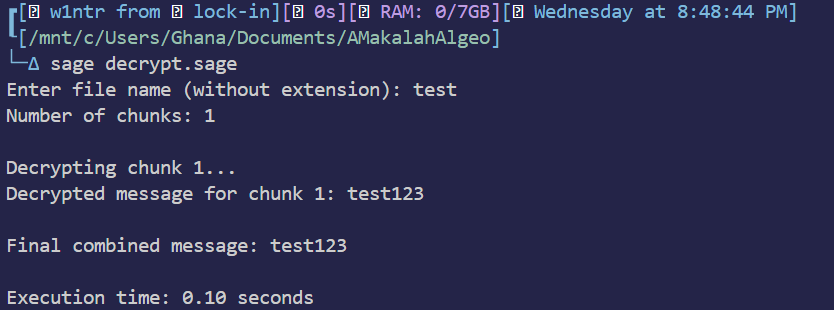 [ w1ntr from  lock-in][ 0s][ RAM: 0/7GB][ Wednesday at 8:48:44 PM]
[/mnt/c/Users/Ghana/Documents/AMakalahAlgeo]
└─Δ sage decrypt.sage
Enter file name (without extension): test
Number of chunks: 1
Decrypting chunk 1...
Decrypted message for chunk 1: test123
Final combined message: test123
Execution time: 0.10 seconds